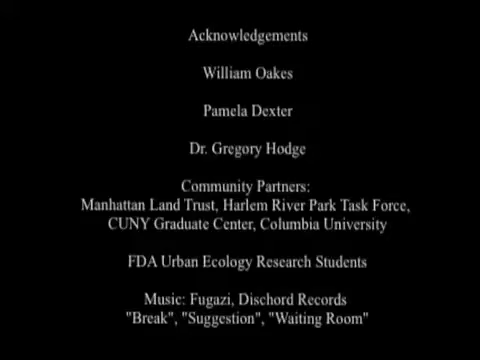 Acknowledgements
William Oakes
Pamela Dexter
Dr. Gregory Hodge
Community Partners:
Manhattan Land Trust, Harlem River Park Task Force,
CUNY Graduate Center, Columbia University
FDA Urban Ecology Research Students
Music: Fugazi, Dischord Records
"Break", "Suggestion", "Waiting Room"